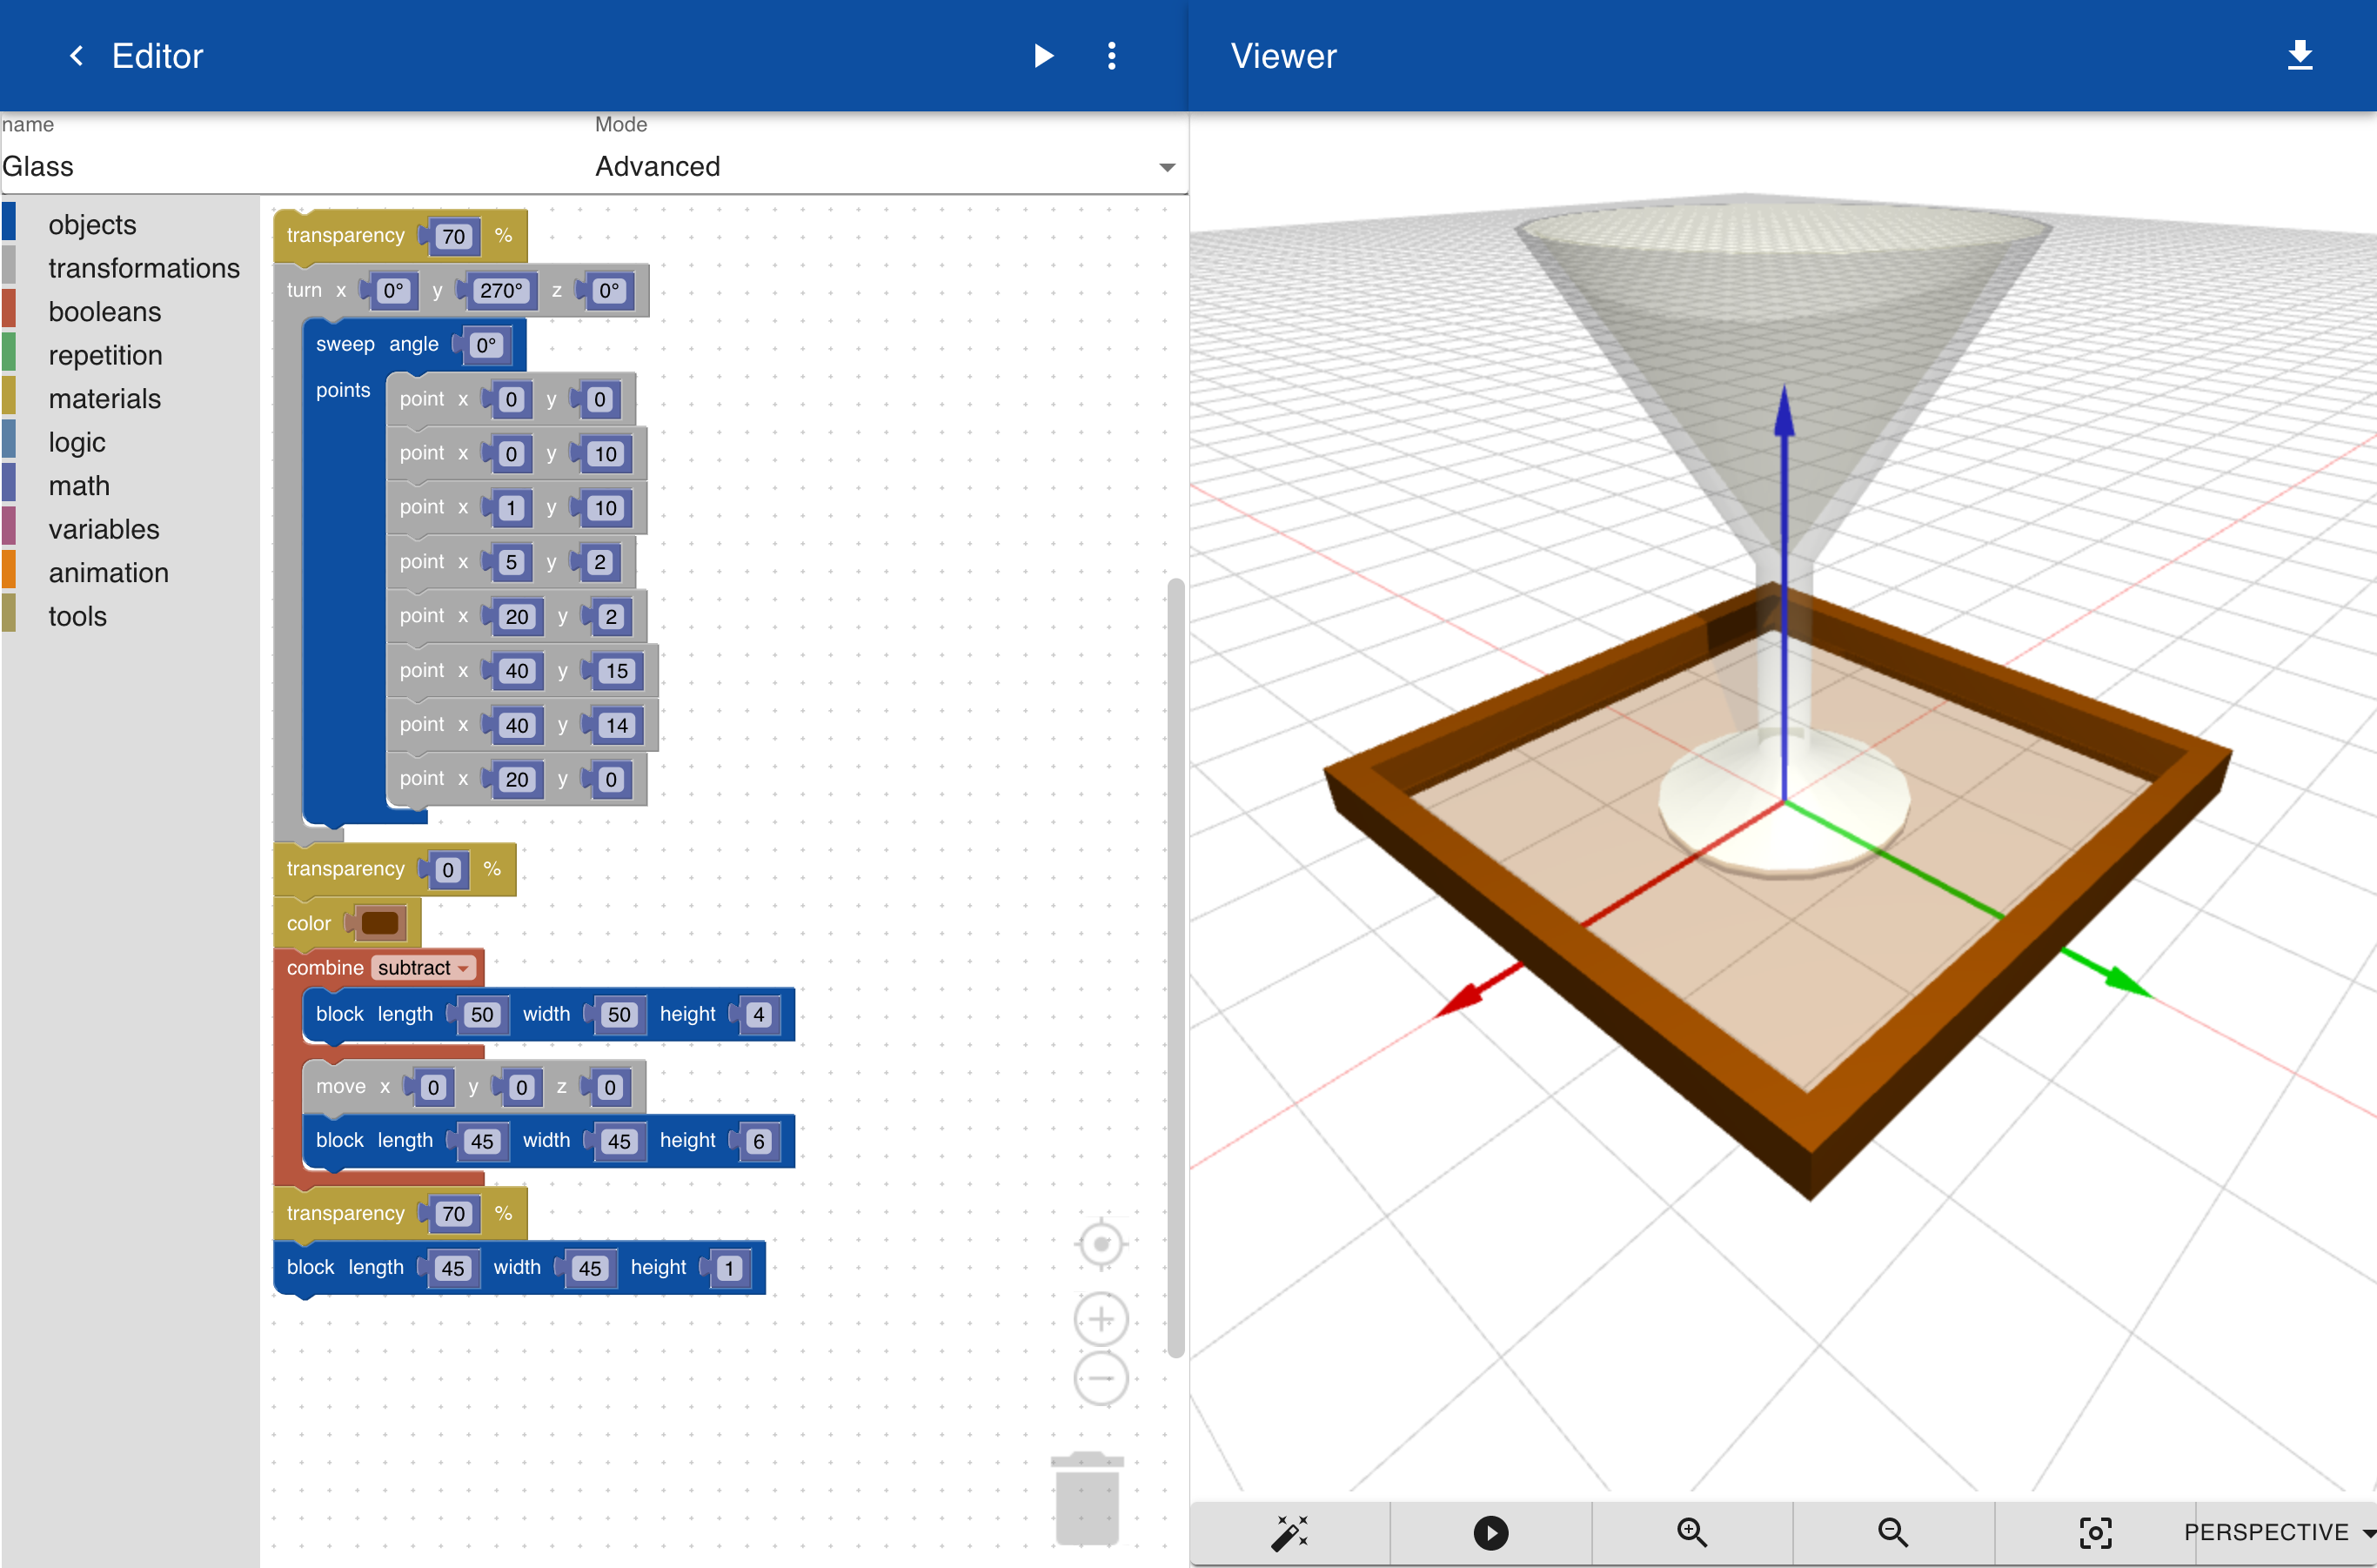 Editor
Viewer
name
Mode
Glass
Advanced
objects
transformations
booleans
repetition
materials
logic
math
variables
animation
tools
transparency 70 %
turn x 0° y 270° z 0°
sweep angle 0°
points
point x 0 y 0
point x 0 y 10
point x 1 y 10
point x 5 y 2
point x 20 y 2
point x 40 y 15
point x 40 y 14
point x 20 y 0
transparency 0 %
color
combine subtract
block length 50 width 50 height 4
move x 0 y 0 z 0
block length 45 width 45 height 6
transparency 70 %
block length 45 width 45 height 1
PERSPECTIVE